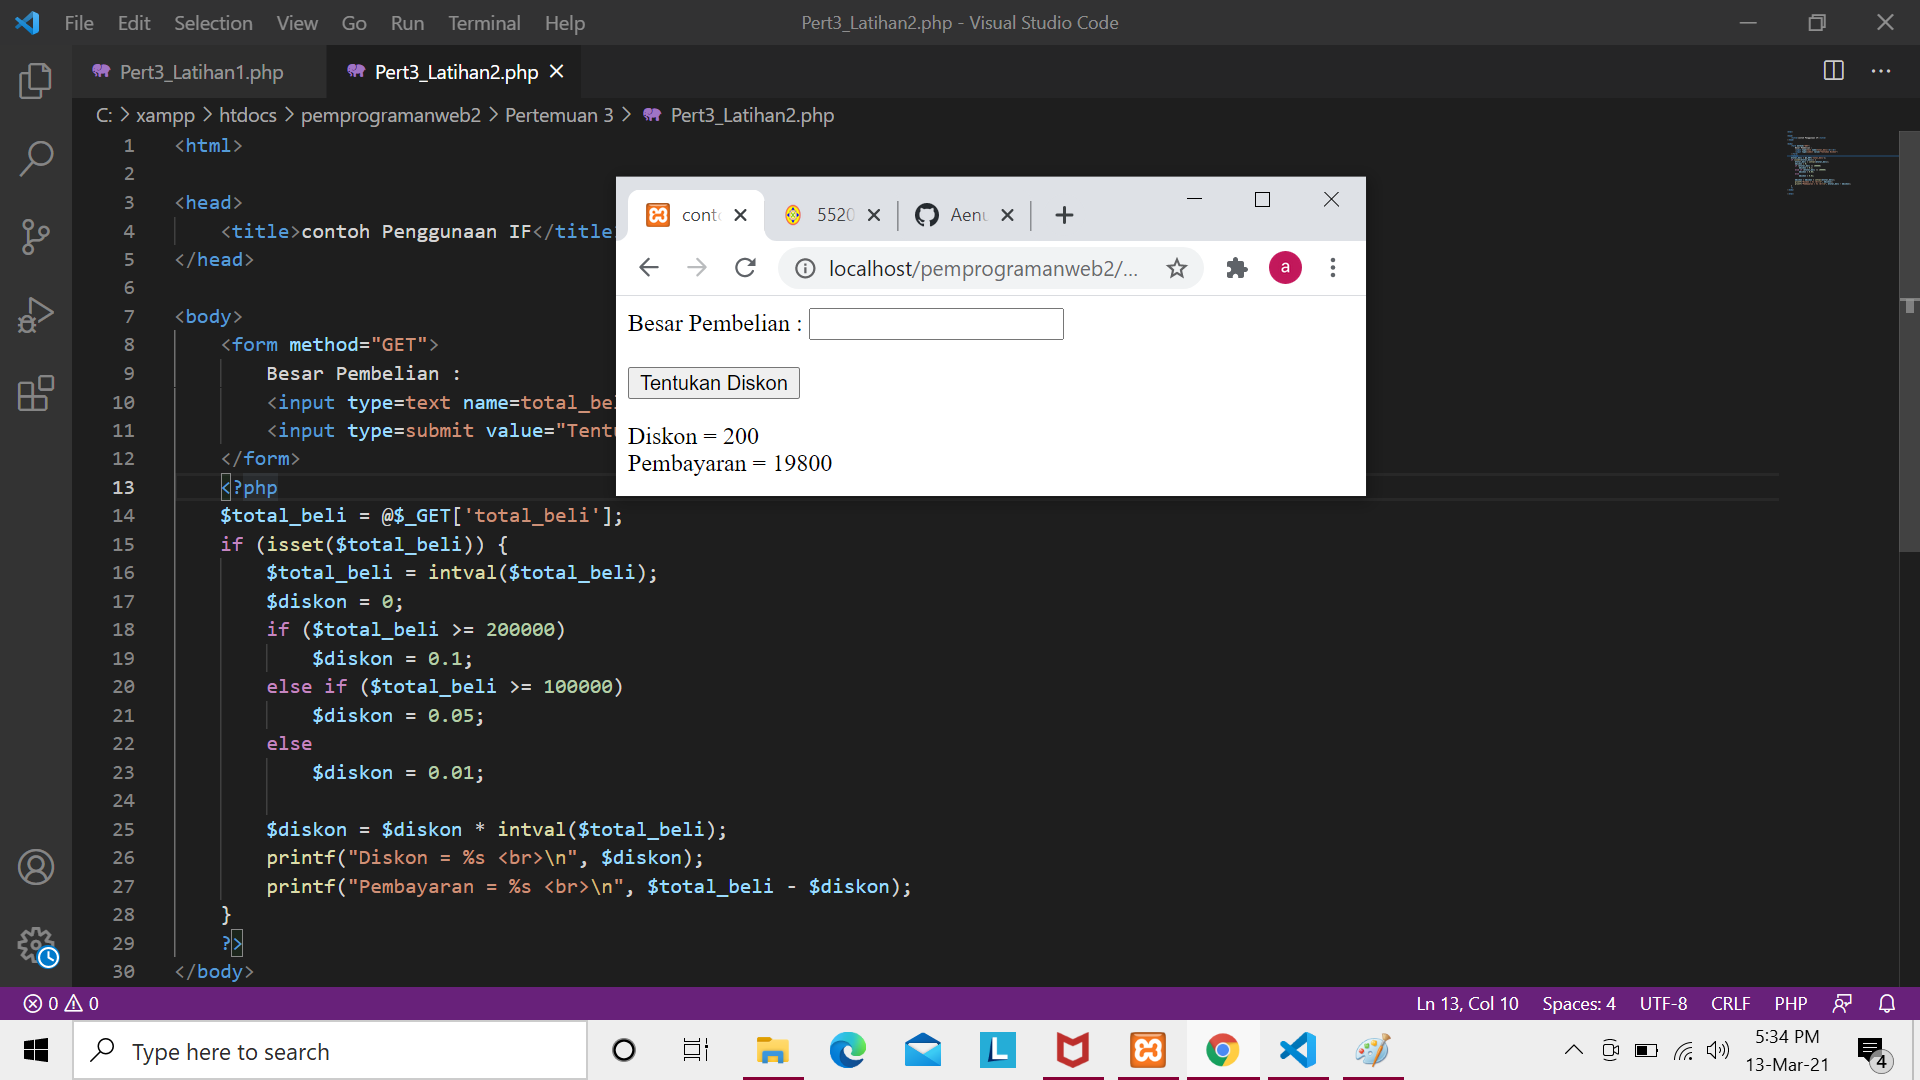 File Edit Selection View Go Run Terminal Help
Pert3_Latihan2.php - Visual Studio Code
Pert3_Latihan1.php
Pert3_Latihan2.php
C: > xampp > htdocs > pemprogramanweb2 > Pertemuan 3 > Pert3_Latihan2.php
1 <html>
2
3 <head>
4 <title>contoh Penggunaan IF</title
5 </head>
6
7 <body>
8 <form method="GET">
9 Besar Pembelian :
10 <input type=text name=total_be
11 <input type=submit value="Tentu
12 </form>
13 <?php
14 $total_beli = @$_GET['total_beli'];
15 if (isset($total_beli)) {
16 $total_beli = intval($total_beli);
17 $diskon = 0;
18 if ($total_beli >= 200000)
19 $diskon = 0.1;
20 else if ($total_beli >= 100000)
21 $diskon = 0.05;
22 else
23 $diskon = 0.01;
24
25 $diskon = $diskon * intval($total_beli);
26 printf("Diskon = %s <br>\n", $diskon);
27 printf("Pembayaran = %s <br>\n", $total_beli - $diskon);
28 }
29 ?>
30 </body>
conto
5520
Aenu
localhost/pemprogramanweb2/...
a
Besar Pembelian :
Tentukan Diskon
Diskon = 200
Pembayaran = 19800
0 0
Ln 13, Col 10 Spaces: 4 UTF-8 CRLF PHP
Type here to search
L
5:34 PM
13-Mar-21
4